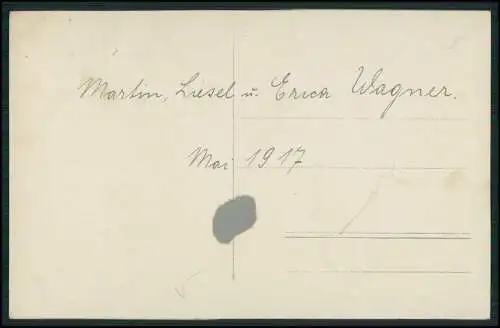 Martin, Liesel u. Erica Wagner.
Mai 1917